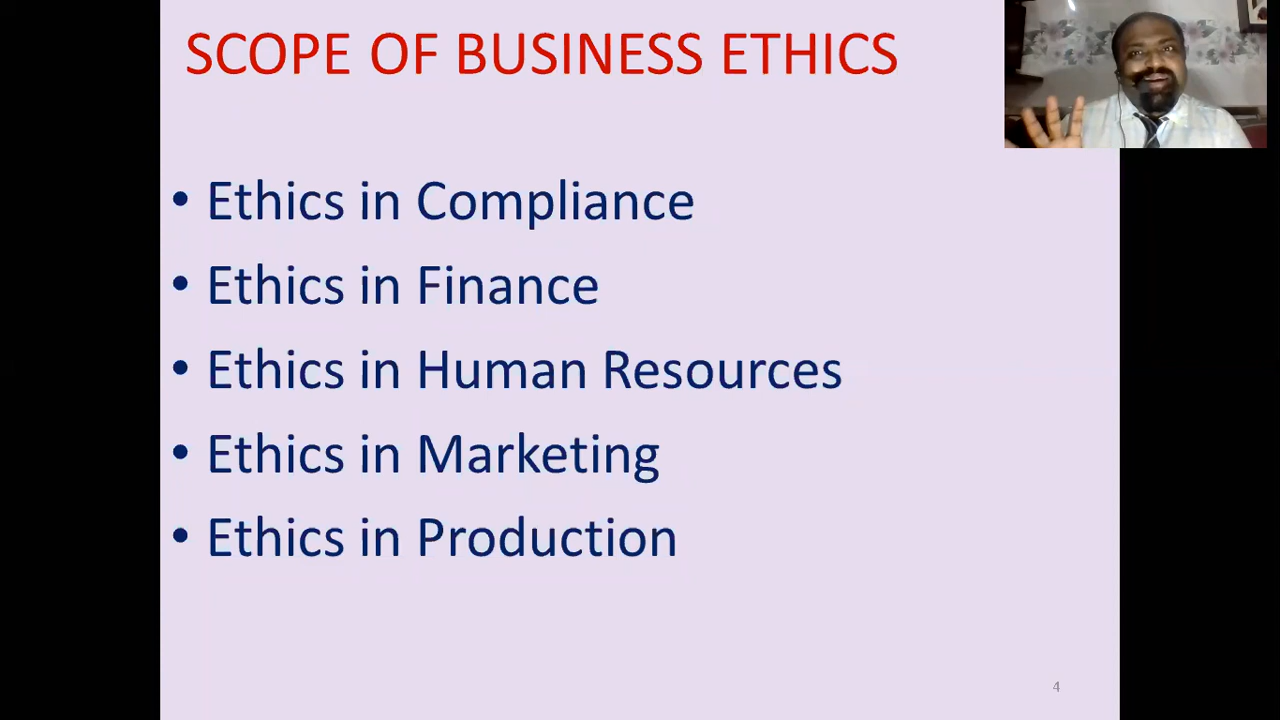 SCOPE OF BUSINESS ETHICS
• Ethics in Compliance
• Ethics in Finance
• Ethics in Human Resources
• Ethics in Marketing
• Ethics in Production
4